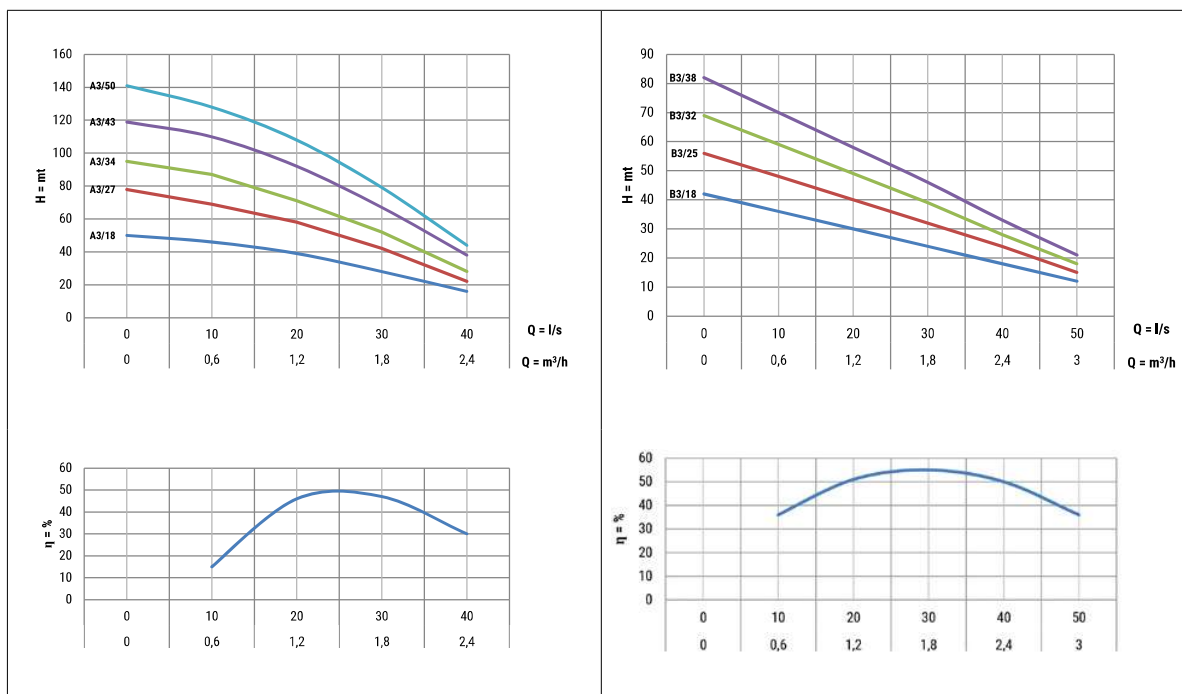 H = mt
160
140
120
100
80
60
40
20
0
A3/50
A3/43
A3/34
A3/27
A3/18
0 10 20 30 40 Q = l/s
0 0,6 1,2 1,8 2,4 Q = m³/h
H = mt
90
80
70
60
50
40
30
20
10
0
B3/38
B3/32
B3/25
B3/18
0 10 20 30 40 50 Q = l/s
0 0,6 1,2 1,8 2,4 3 Q = m³/h
η = %
60
50
40
30
20
10
0
0 10 20 30 40
0 0,6 1,2 1,8 2,4
η = %
60
50
40
30
20
10
0
0 10 20 30 40 50
0 0,6 1,2 1,8 2,4 3